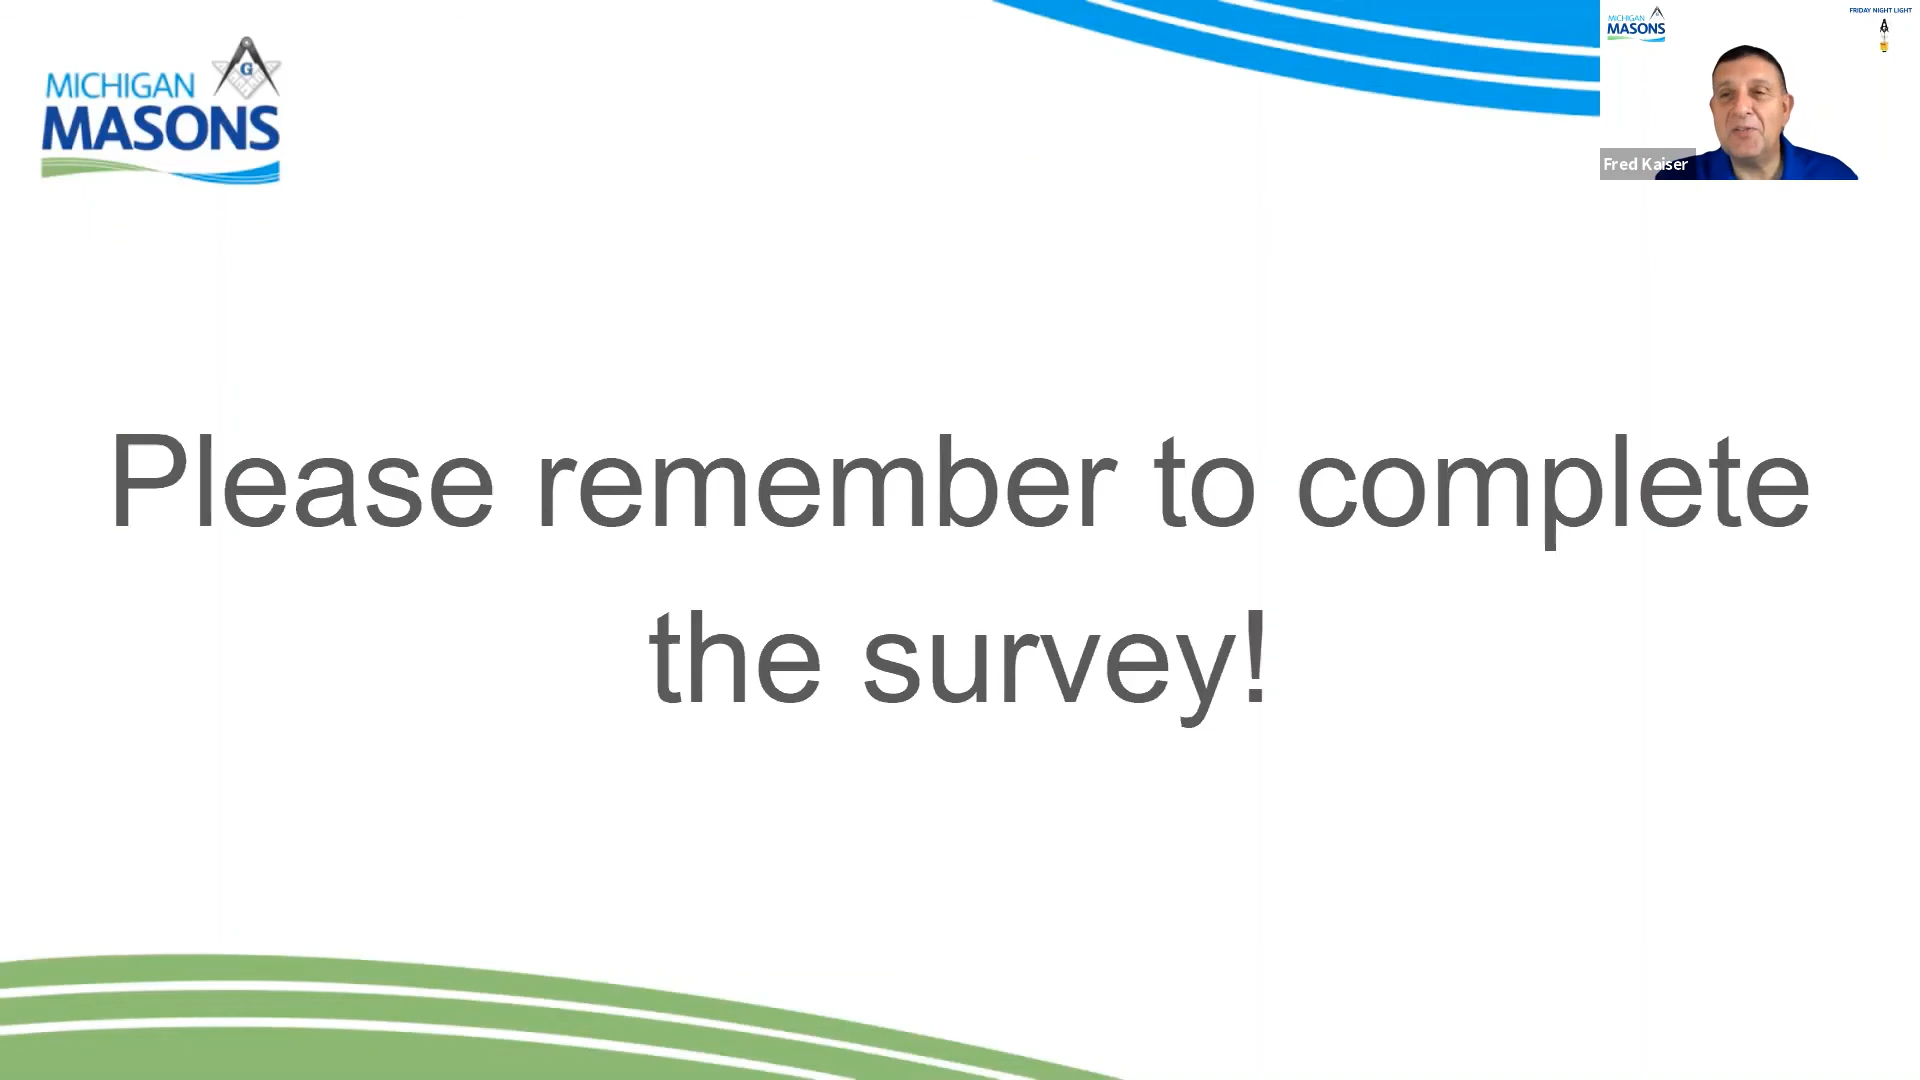 MICHIGAN
MASONS
G
MICHIGAN
MASONS
FRIDAY NIGHT LIGHT
Fred Kaiser
Please remember to complete
the survey!